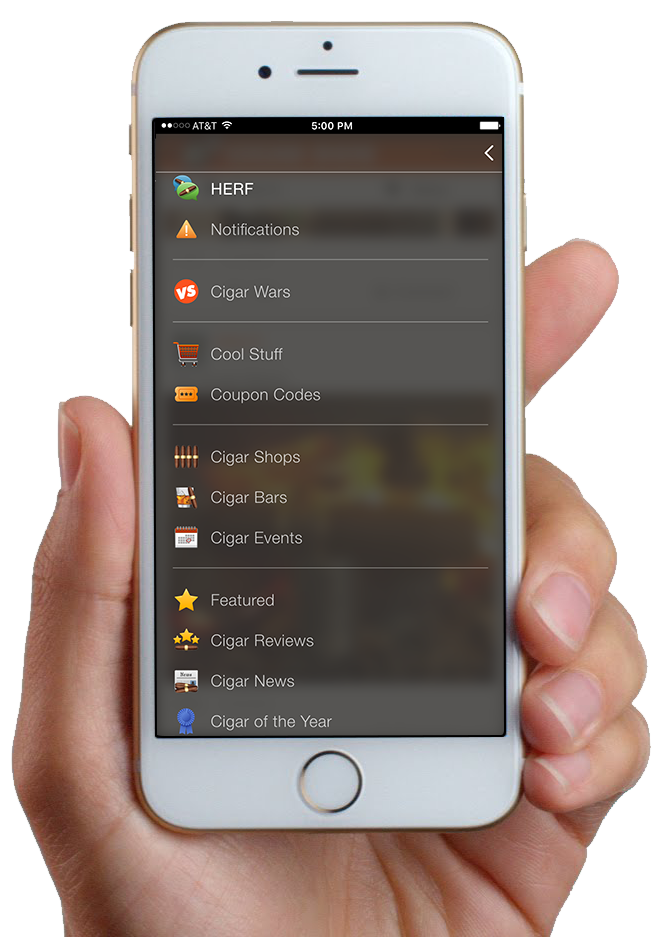 AT&T 5:00 PM
HERF
Notifications
VS Cigar Wars
Cool Stuff
Coupon Codes
Cigar Shops
Cigar Bars
Cigar Events
Featured
Cigar Reviews
Cigar News
Cigar of the Year